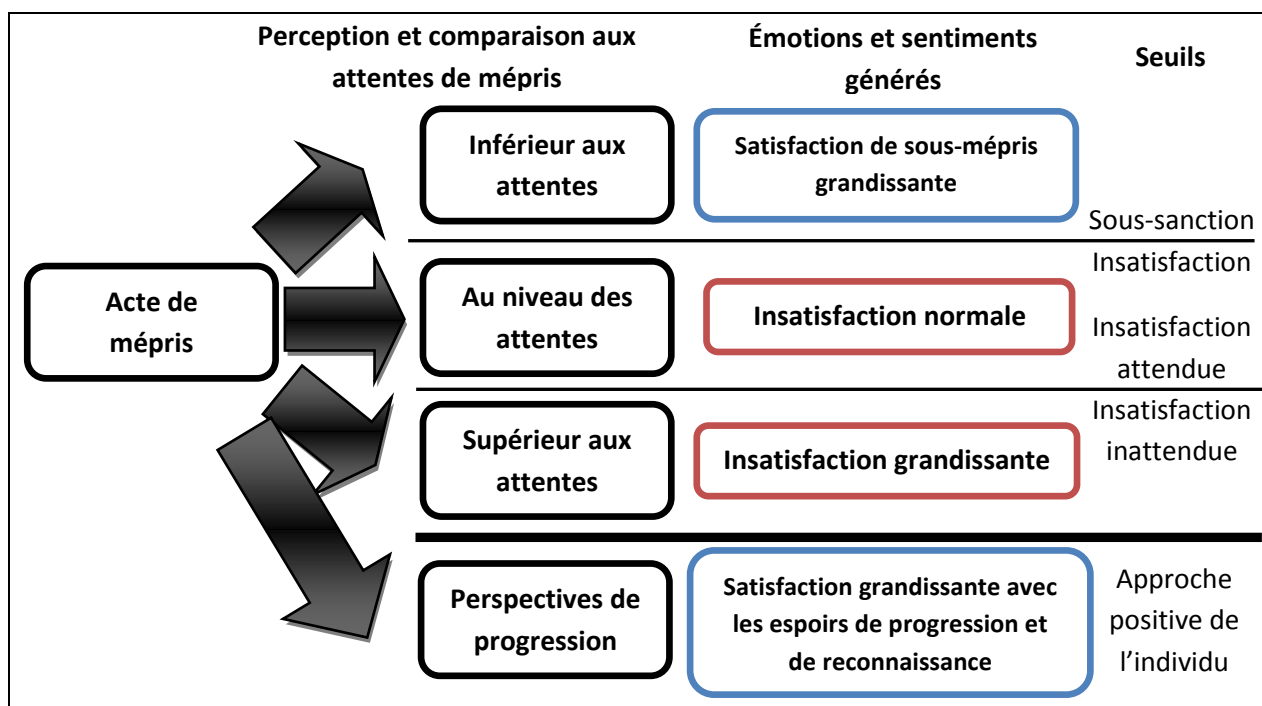 Perception et comparaison aux
attentes de mépris
Émotions et sentiments
générés
Seuils
Inférieur aux
attentes
Satisfaction de sous-mépris
grandissante
Sous-sanction
Acte de
mépris
Au niveau des
attentes
Insatisfaction normale
Insatisfaction
Insatisfaction
attendue
Supérieur aux
attentes
Insatisfaction grandissante
Insatisfaction
inattendue
Perspectives de
progression
Satisfaction grandissante avec
les espoirs de progression et
de reconnaissance
Approche
positive de
l’individu